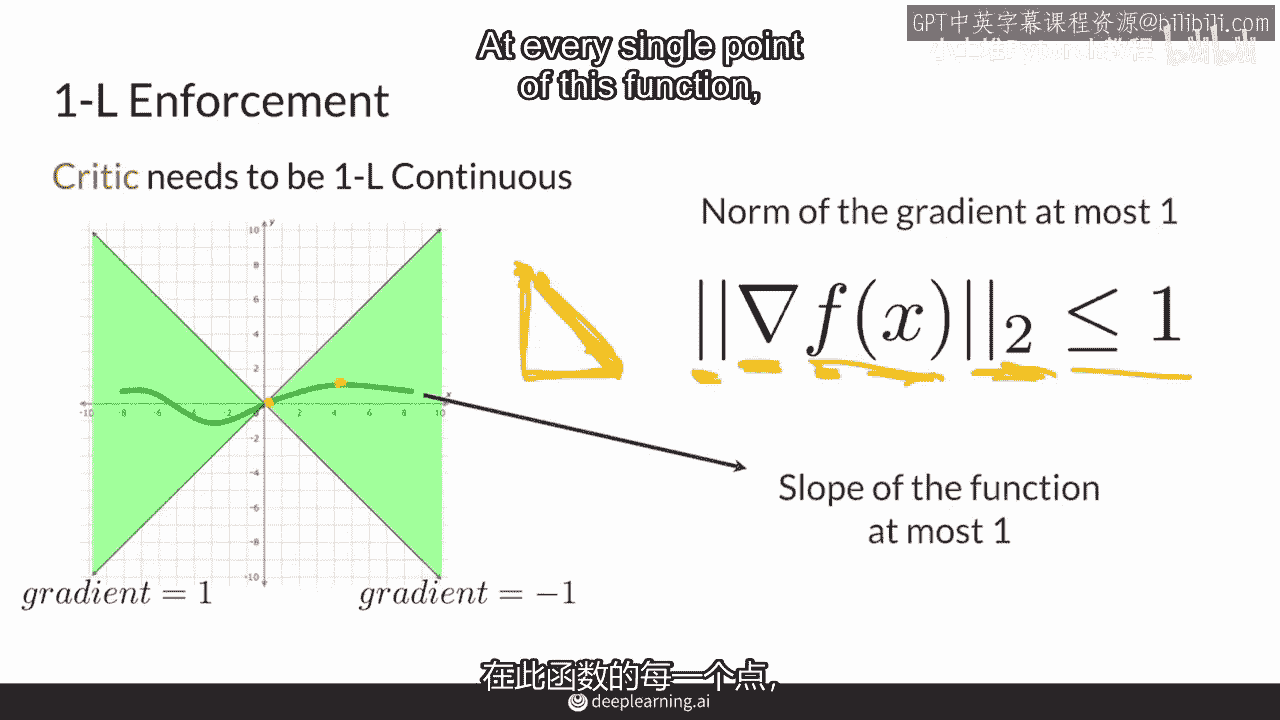 GPT中英字幕课程资源@bilibili.com
At every single point
of this function,
1-L Enforcement
Critic needs to be 1-L Continuous
Norm of the gradient at most 1
||∇f(x)||₂ ≤ 1
y
10
8
6
4
2
-10 -8 -6 -4 -2 0 2 4 6 8 10 x
-2
-4
-6
-8
-10
Slope of the function
at most 1
gradient = 1
gradient = −1
在此函数的每一个点，
deeplearning.ai